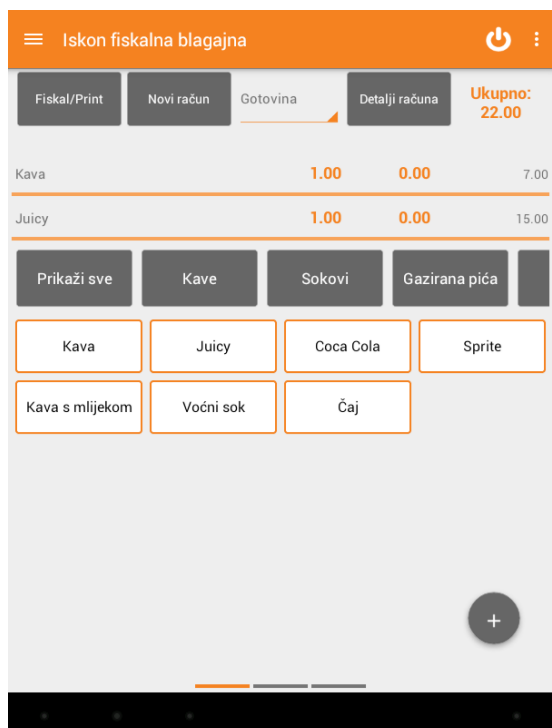 Iskon fiskalna blagajna
Fiskal/Print
Novi račun
Gotovina
Detalji računa
Ukupno:
22.00
Kava 1.00 0.00 7.00
Juicy 1.00 0.00 15.00
Prikaži sve
Kave
Sokovi
Gazirana pića
Kava
Juicy
Coca Cola
Sprite
Kava s mlijekom
Voćni sok
Čaj
+